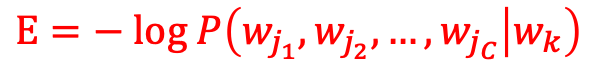 E = − log P(w_{j_1}, w_{j_2}, …, w_{j_C}|w_k)